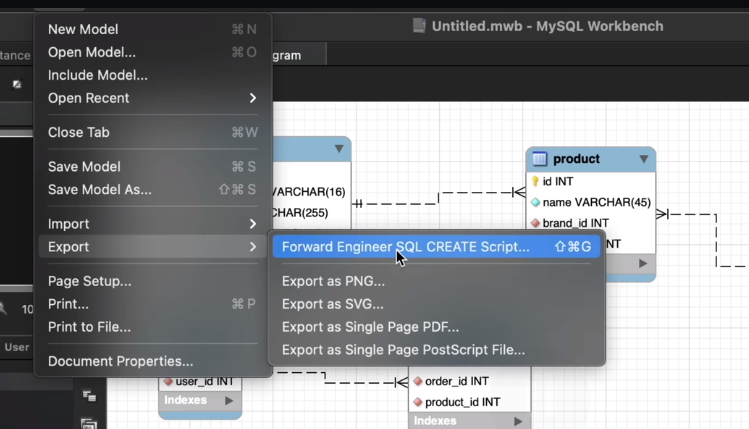 Untitled.mwb - MySQL Workbench
tance
gram
New Model ⌘N
Open Model... ⌘O
Include Model...
Open Recent >
Close Tab ⌘W
Save Model ⌘S
Save Model As... ⇧⌘S
Import >
Export >
Page Setup...
Print... ⌘P
Print to File...
Document Properties...
Forward Engineer SQL CREATE Script... ⇧⌘G
Export as PNG...
Export as SVG...
Export as Single Page PDF...
Export as Single Page PostScript File...
VARCHAR(16)
CHAR(255)
product
id INT
name VARCHAR(45)
brand_id INT
NT
10
User
user_id INT
Indexes
order_id INT
product_id INT
Indexes